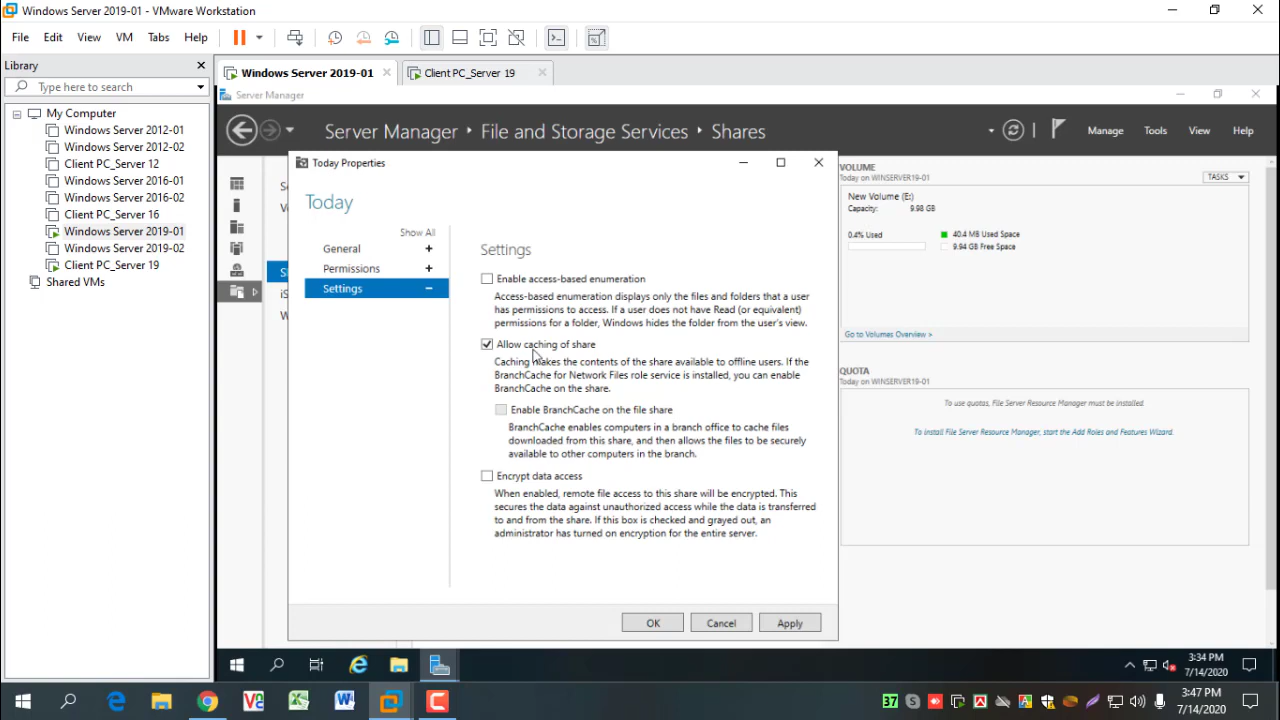 Windows Server 2019-01 - VMware Workstation
File Edit View VM Tabs Help
Library
Type here to search
My Computer
Windows Server 2012-01
Windows Server 2012-02
Client PC_Server 12
Windows Server 2016-01
Windows Server 2016-02
Client PC_Server 16
Windows Server 2019-01
Windows Server 2019-02
Client PC_Server 19
Shared VMs
Windows Server 2019-01
Client PC_Server 19
Server Manager
Server Manager File and Storage Services Shares
Manage Tools View Help
Today Properties
Today
Show All
General
Permissions
Settings
Settings
Enable access-based enumeration
Access-based enumeration displays only the files and folders that a user
has permissions to access. If a user does not have Read (or equivalent)
permissions for a folder, Windows hides the folder from the user's view.
Allow caching of share
Caching makes the contents of the share available to offline users. If the
BranchCache for Network Files role service is installed, you can enable
BranchCache on the share.
Enable BranchCache on the file share
BranchCache enables computers in a branch office to cache files
downloaded from this share, and then allows the files to be securely
available to other computers in the branch.
Encrypt data access
When enabled, remote file access to this share will be encrypted. This
secures the data against unauthorized access while the data is transferred
to and from the share. If this box is checked and grayed out, an
administrator has turned on encryption for the entire server.
OK Cancel Apply
VOLUME
Today on WINSERVER19-01
TASKS
New Volume (E:)
Capacity: 9.98 GB
0.4% Used
40.4 MB Used Space
9.94 GB Free Space
Go to Volumes Overview >
QUOTA
Today on WINSERVER19-01
To use quotas, File Server Resource Manager must be installed.
To install File Server Resource Manager, start the Add Roles and Features Wizard.
3:34 PM
7/14/2020
37
3:47 PM
7/14/2020